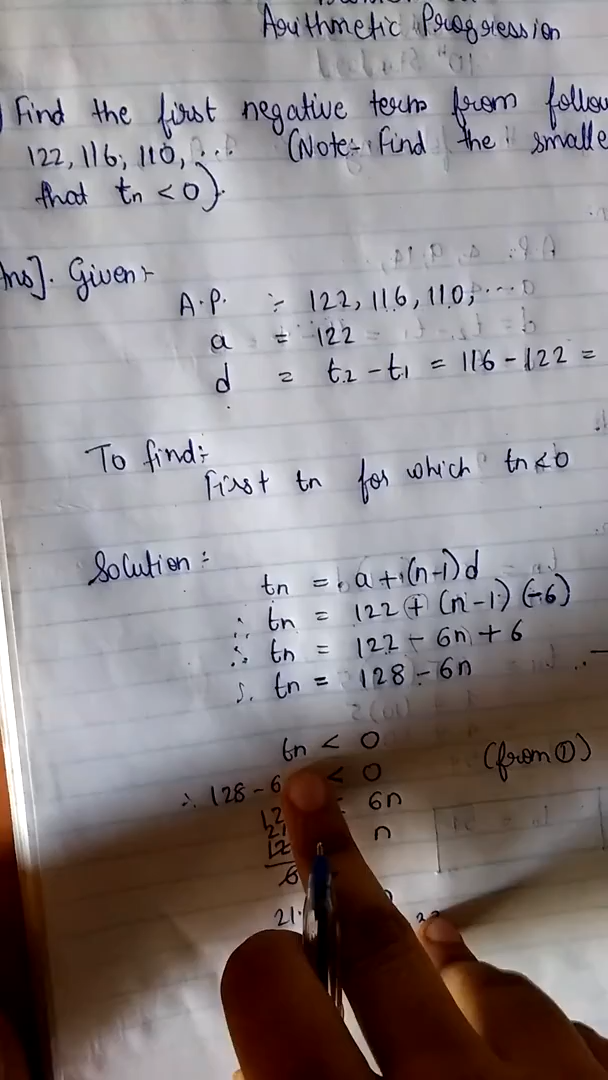 Arithmetic Progression
Find the first negative term from follow
122, 116, 110, ... (Note:- Find the smalle
that tn < 0).
Ans]. Given:-
A.P. :- 122, 116, 110, ....
a = 122
d = t2 - t1 = 116 - 122 =
To find:-
First tn for which tn < 0
Solution:-
tn = a + (n-1)d
∴ tn = 122 + (n-1) (-6)
∴ tn = 122 - 6n + 6
∴ tn = 128 - 6n
tn < 0 (from ①)
∴ 128 - 6 < 0
12 6n
n
21.